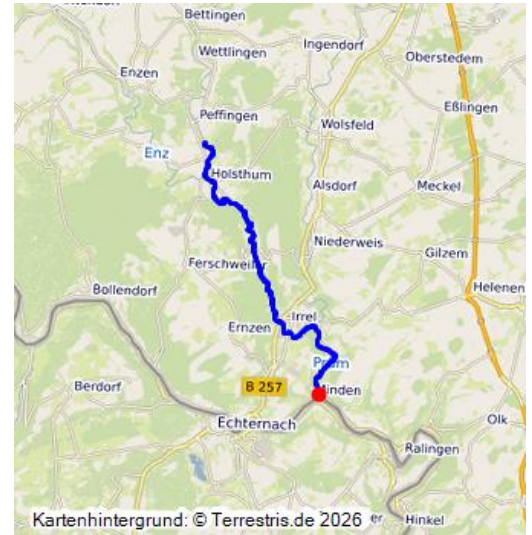 Bettingen
Wettlingen
Ingendorf
Oberstedem
Enzen
Eßlingen
Peffingen
Wolsfeld
Enz
Holsthum
Alsdorf
Meckel
Niederweis
Ferschweiler
Gilzem
Bollendorf
Helenen
Irrel
Ernzen
Prüm
B 257
Minden
Berdorf
Echternach
Olk
Ralingen
Hinkel
Kartenhintergrund: © Terrestris.de 2026